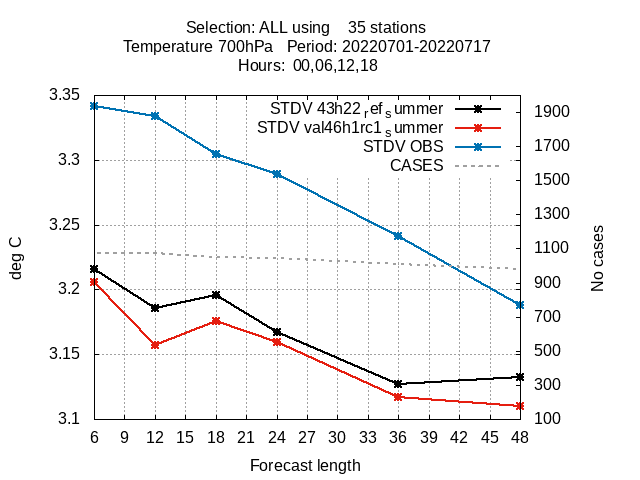 Selection: ALL using    35 stations
Temperature 700hPa   Period: 20220701-20220717
Hours:  00,06,12,18
STDV 43h22ref_summer
STDV val46h1rc1_summer
STDV OBS
CASES
3.35
3.3
3.25
3.2
3.15
3.1
deg C
1900
1700
1500
1300
1100
900
700
500
300
100
No cases
6 9 12 15 18 21 24 27 30 33 36 39 42 45 48
Forecast length